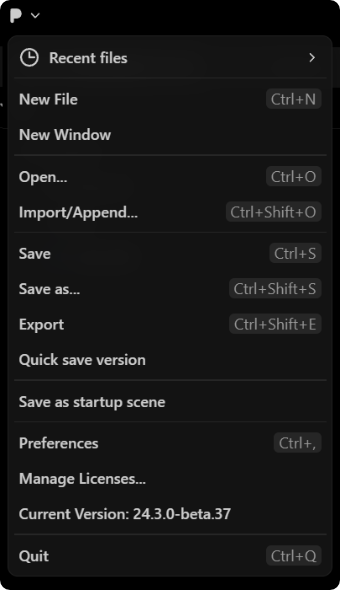 Recent files
New File Ctrl+N
New Window
Open... Ctrl+O
Import/Append... Ctrl+Shift+O
Save Ctrl+S
Save as... Ctrl+Shift+S
Export Ctrl+Shift+E
Quick save version
Save as startup scene
Preferences Ctrl+,
Manage Licenses...
Current Version: 24.3.0-beta.37
Quit Ctrl+Q